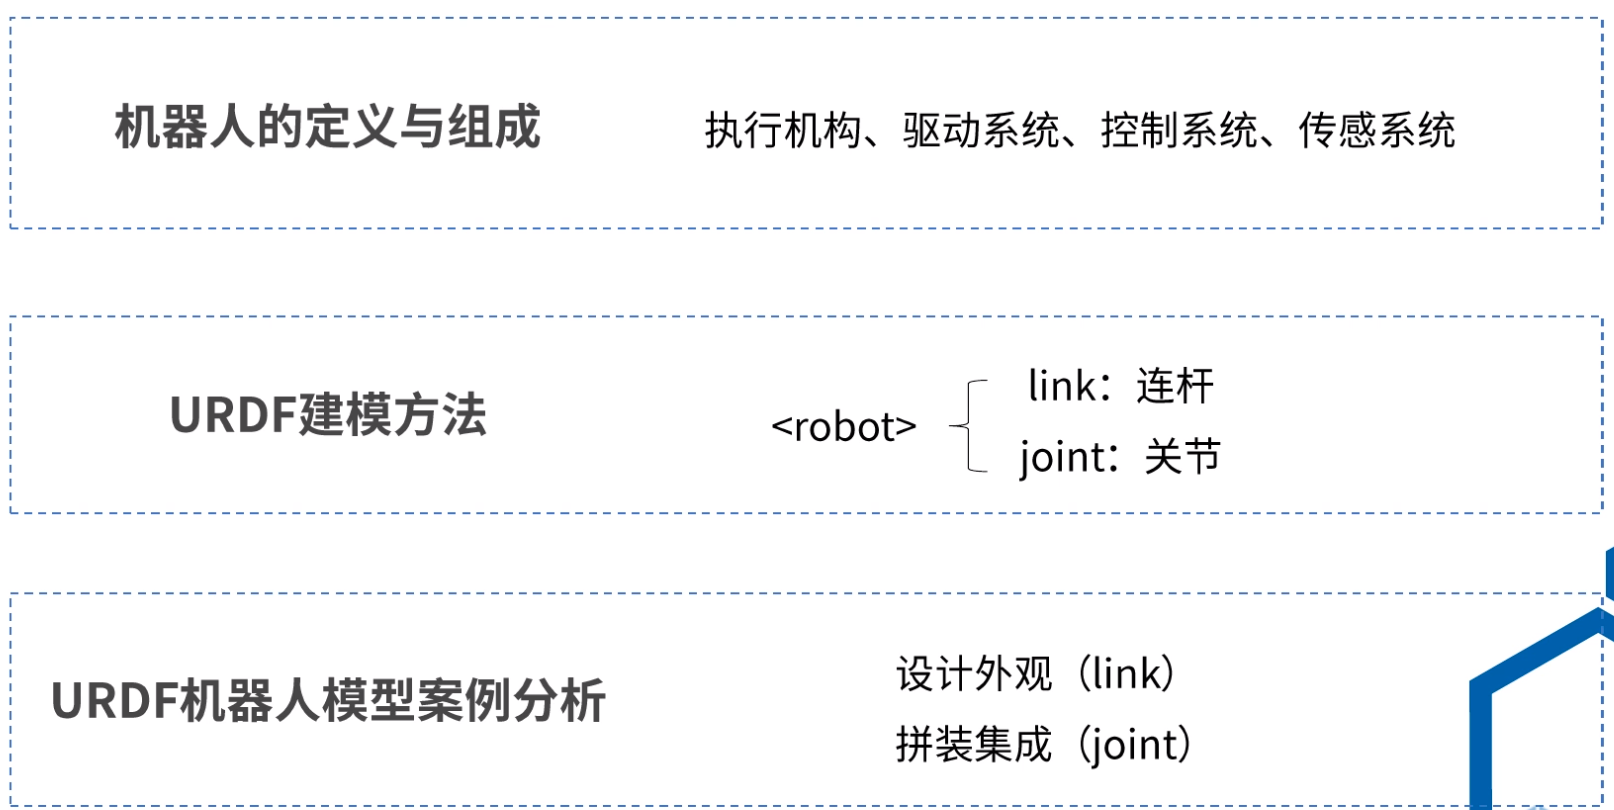 机器人的定义与组成
执行机构、驱动系统、控制系统、传感系统
URDF建模方法
<robot>
link：连杆
joint：关节
URDF机器人模型案例分析
设计外观（link）
拼装集成（joint）